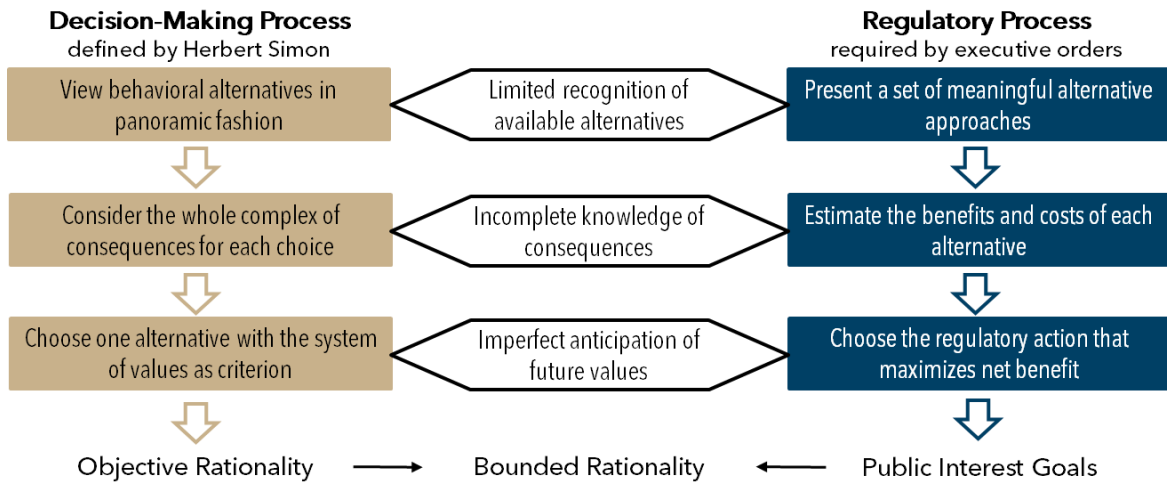 Decision-Making Process
defined by Herbert Simon
Regulatory Process
required by executive orders
View behavioral alternatives in
panoramic fashion
Limited recognition of
available alternatives
Present a set of meaningful alternative
approaches
Consider the whole complex of
consequences for each choice
Incomplete knowledge of
consequences
Estimate the benefits and costs of each
alternative
Choose one alternative with the system
of values as criterion
Imperfect anticipation of
future values
Choose the regulatory action that
maximizes net benefit
Objective Rationality
Bounded Rationality
Public Interest Goals